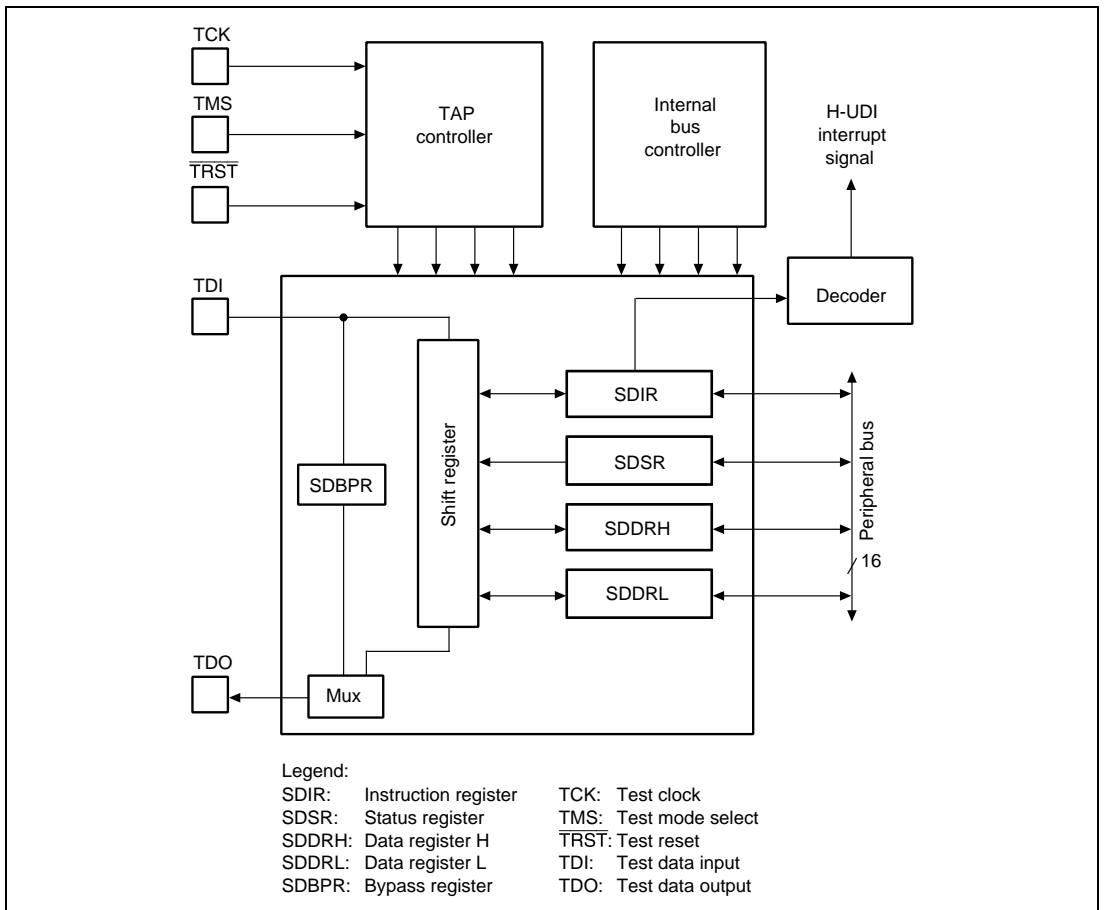 TCK
TMS
TRST
TDI
TDO
TAP
controller
Internal
bus
controller
H-UDI
interrupt
signal
Decoder
Shift register
SDBPR
SDIR
SDSR
SDDRH
SDDRL
Peripheral bus
16
Mux
Legend:
SDIR: Instruction register
SDSR: Status register
SDDRH: Data register H
SDDRL: Data register L
SDBPR: Bypass register
TCK: Test clock
TMS: Test mode select
TRST: Test reset
TDI: Test data input
TDO: Test data output